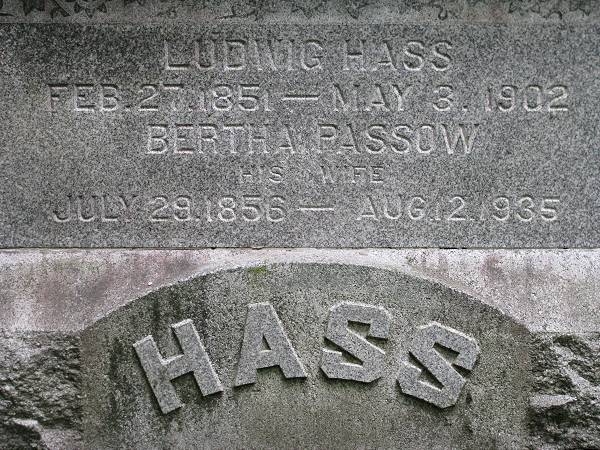 LUDWIG HASS
FEB. 27. 1851 — MAY 3. 1902
BERTHA PASSOW
HIS WIFE
JULY 29. 1856 — AUG. 12. 1935
HASS